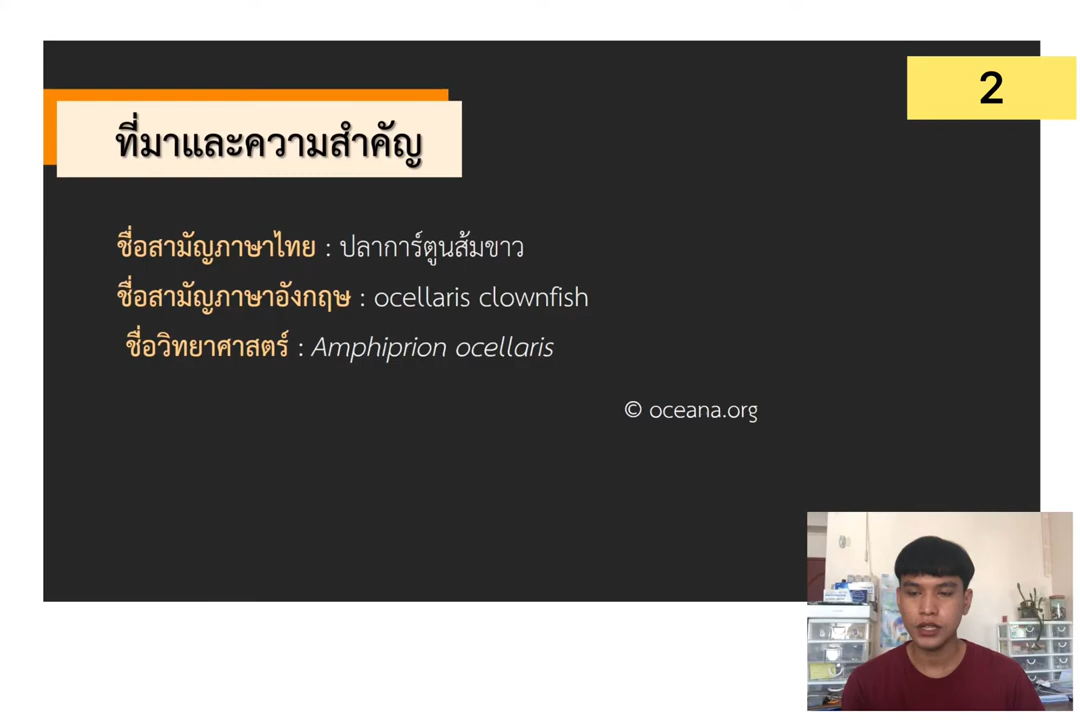 2
ที่มาและความสำคัญ
ชื่อสามัญภาษาไทย : ปลาการ์ตูนส้มขาว
ชื่อสามัญภาษาอังกฤษ : ocellaris clownfish
ชื่อวิทยาศาสตร์ : Amphiprion ocellaris
© oceana.org